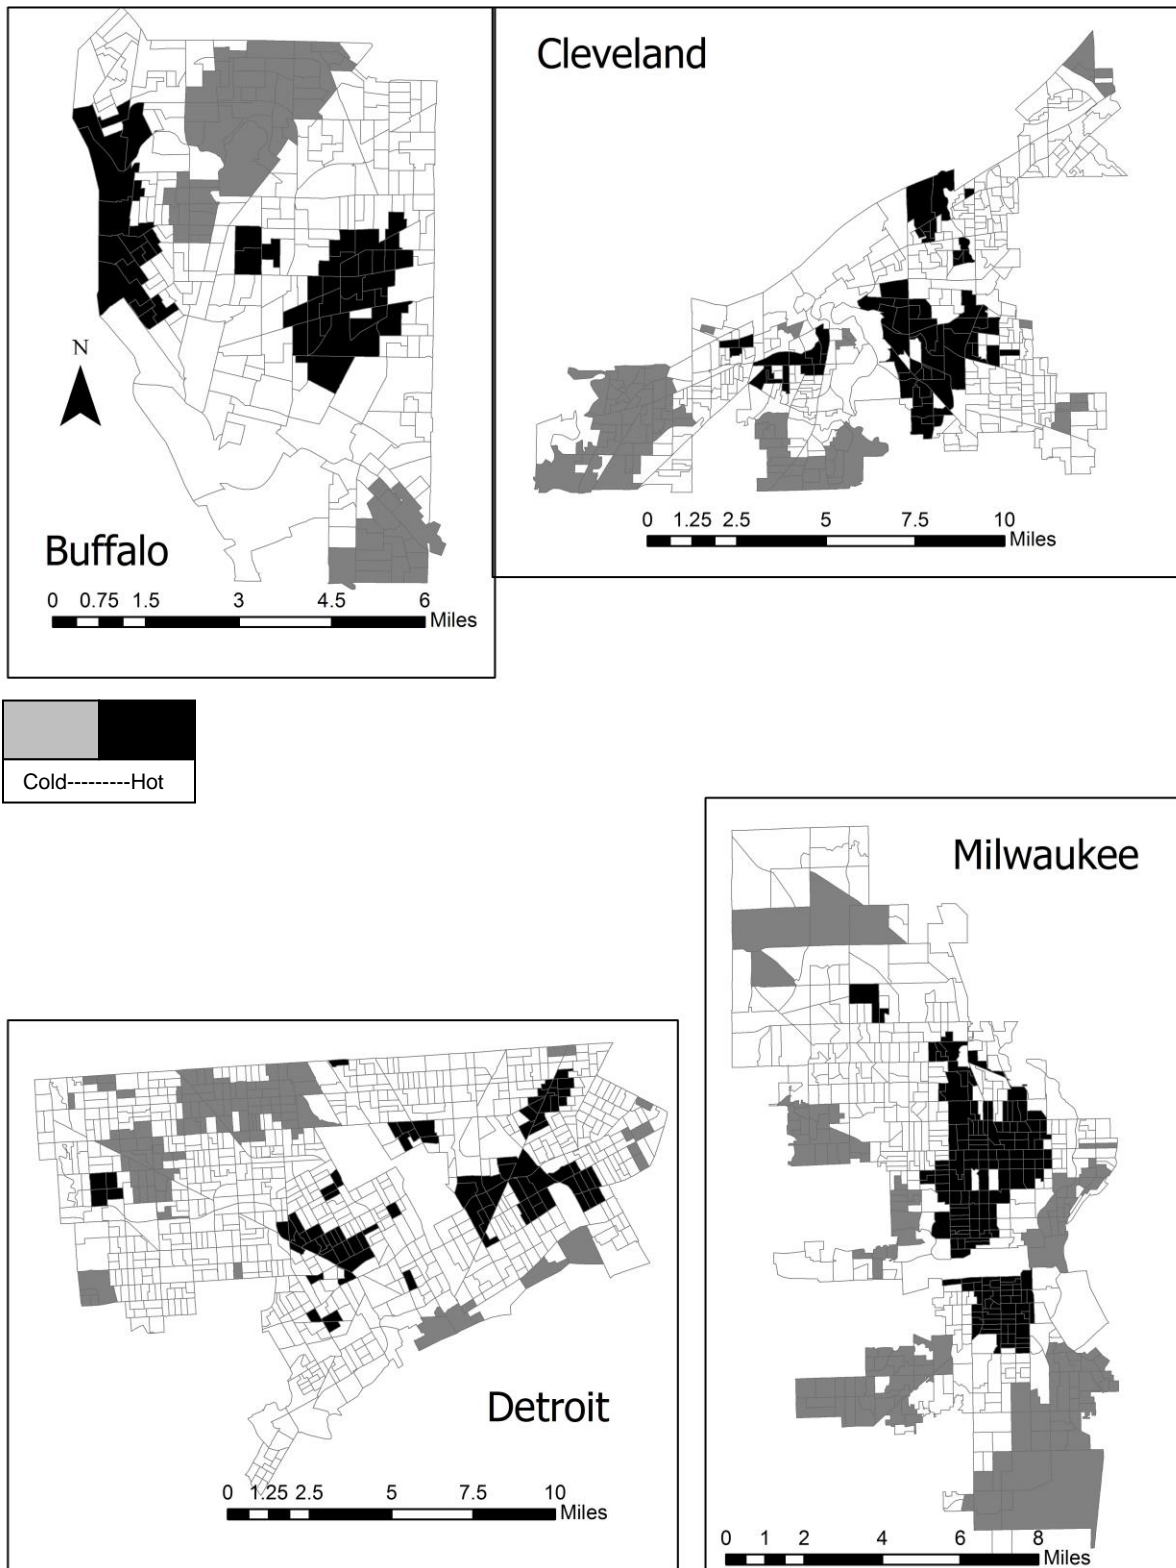 Cleveland
N
0 1.25 2.5 5 7.5 10
Miles
Buffalo
0 0.75 1.5 3 4.5 6
Miles
Cold---------Hot
Milwaukee
Detroit
0 1.25 2.5 5 7.5 10
Miles
0 1 2 4 6 8
Miles